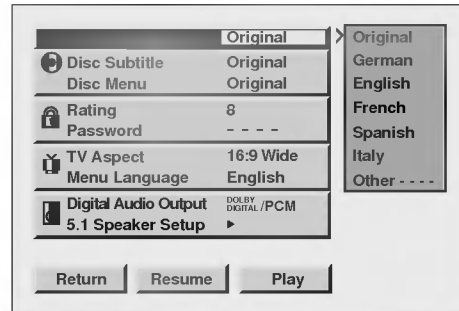 Original
Disc Subtitle Original
Disc Menu Original
Rating 8
Password - - - -
TV Aspect 16:9 Wide
Menu Language English
Digital Audio Output DOLBY DIGITAL /PCM
5.1 Speaker Setup ►
Return Resume Play
Original
German
English
French
Spanish
Italy
Other - - - -